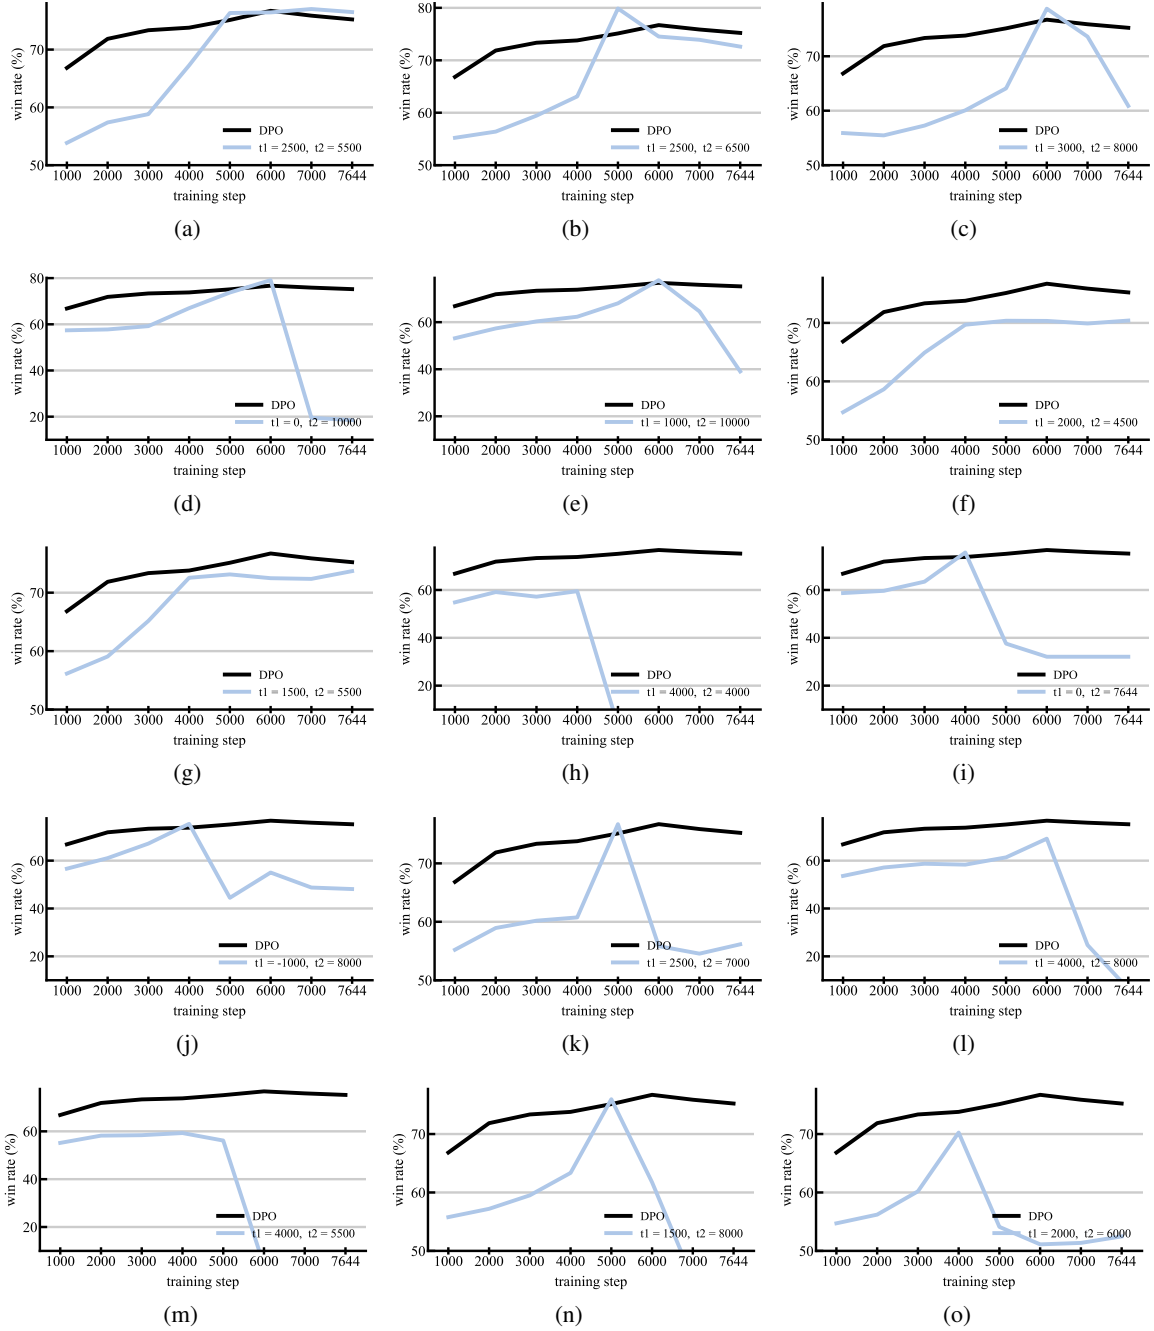 win rate (%)
70
60
50
DPO
t1 = 2500, t2 = 5500
1000 2000 3000 4000 5000 6000 7000 7644
training step
(a)
win rate (%)
80
70
60
50
DPO
t1 = 2500, t2 = 6500
1000 2000 3000 4000 5000 6000 7000 7644
training step
(b)
win rate (%)
70
60
50
DPO
t1 = 3000, t2 = 8000
1000 2000 3000 4000 5000 6000 7000 7644
training step
(c)
win rate (%)
80
60
40
20
DPO
t1 = 0, t2 = 10000
1000 2000 3000 4000 5000 6000 7000 7644
training step
(d)
win rate (%)
60
40
20
DPO
t1 = 1000, t2 = 10000
1000 2000 3000 4000 5000 6000 7000 7644
training step
(e)
win rate (%)
70
60
50
DPO
t1 = 2000, t2 = 4500
1000 2000 3000 4000 5000 6000 7000 7644
training step
(f)
win rate (%)
70
60
50
DPO
t1 = 1500, t2 = 5500
1000 2000 3000 4000 5000 6000 7000 7644
training step
(g)
win rate (%)
60
40
20
DPO
t1 = 4000, t2 = 4000
1000 2000 3000 4000 5000 6000 7000 7644
training step
(h)
win rate (%)
60
40
20
DPO
t1 = 0, t2 = 7644
1000 2000 3000 4000 5000 6000 7000 7644
training step
(i)
win rate (%)
60
40
20
DPO
t1 = -1000, t2 = 8000
1000 2000 3000 4000 5000 6000 7000 7644
training step
(j)
win rate (%)
70
60
50
DPO
t1 = 2500, t2 = 7000
1000 2000 3000 4000 5000 6000 7000 7644
training step
(k)
win rate (%)
60
40
20
DPO
t1 = 4000, t2 = 8000
1000 2000 3000 4000 5000 6000 7000 7644
training step
(l)
win rate (%)
60
40
20
DPO
t1 = 4000, t2 = 5500
1000 2000 3000 4000 5000 6000 7000 7644
training step
(m)
win rate (%)
70
60
50
DPO
t1 = 1500, t2 = 8000
1000 2000 3000 4000 5000 6000 7000 7644
training step
(n)
win rate (%)
70
60
50
DPO
t1 = 2000, t2 = 6000
1000 2000 3000 4000 5000 6000 7000 7644
training step
(o)